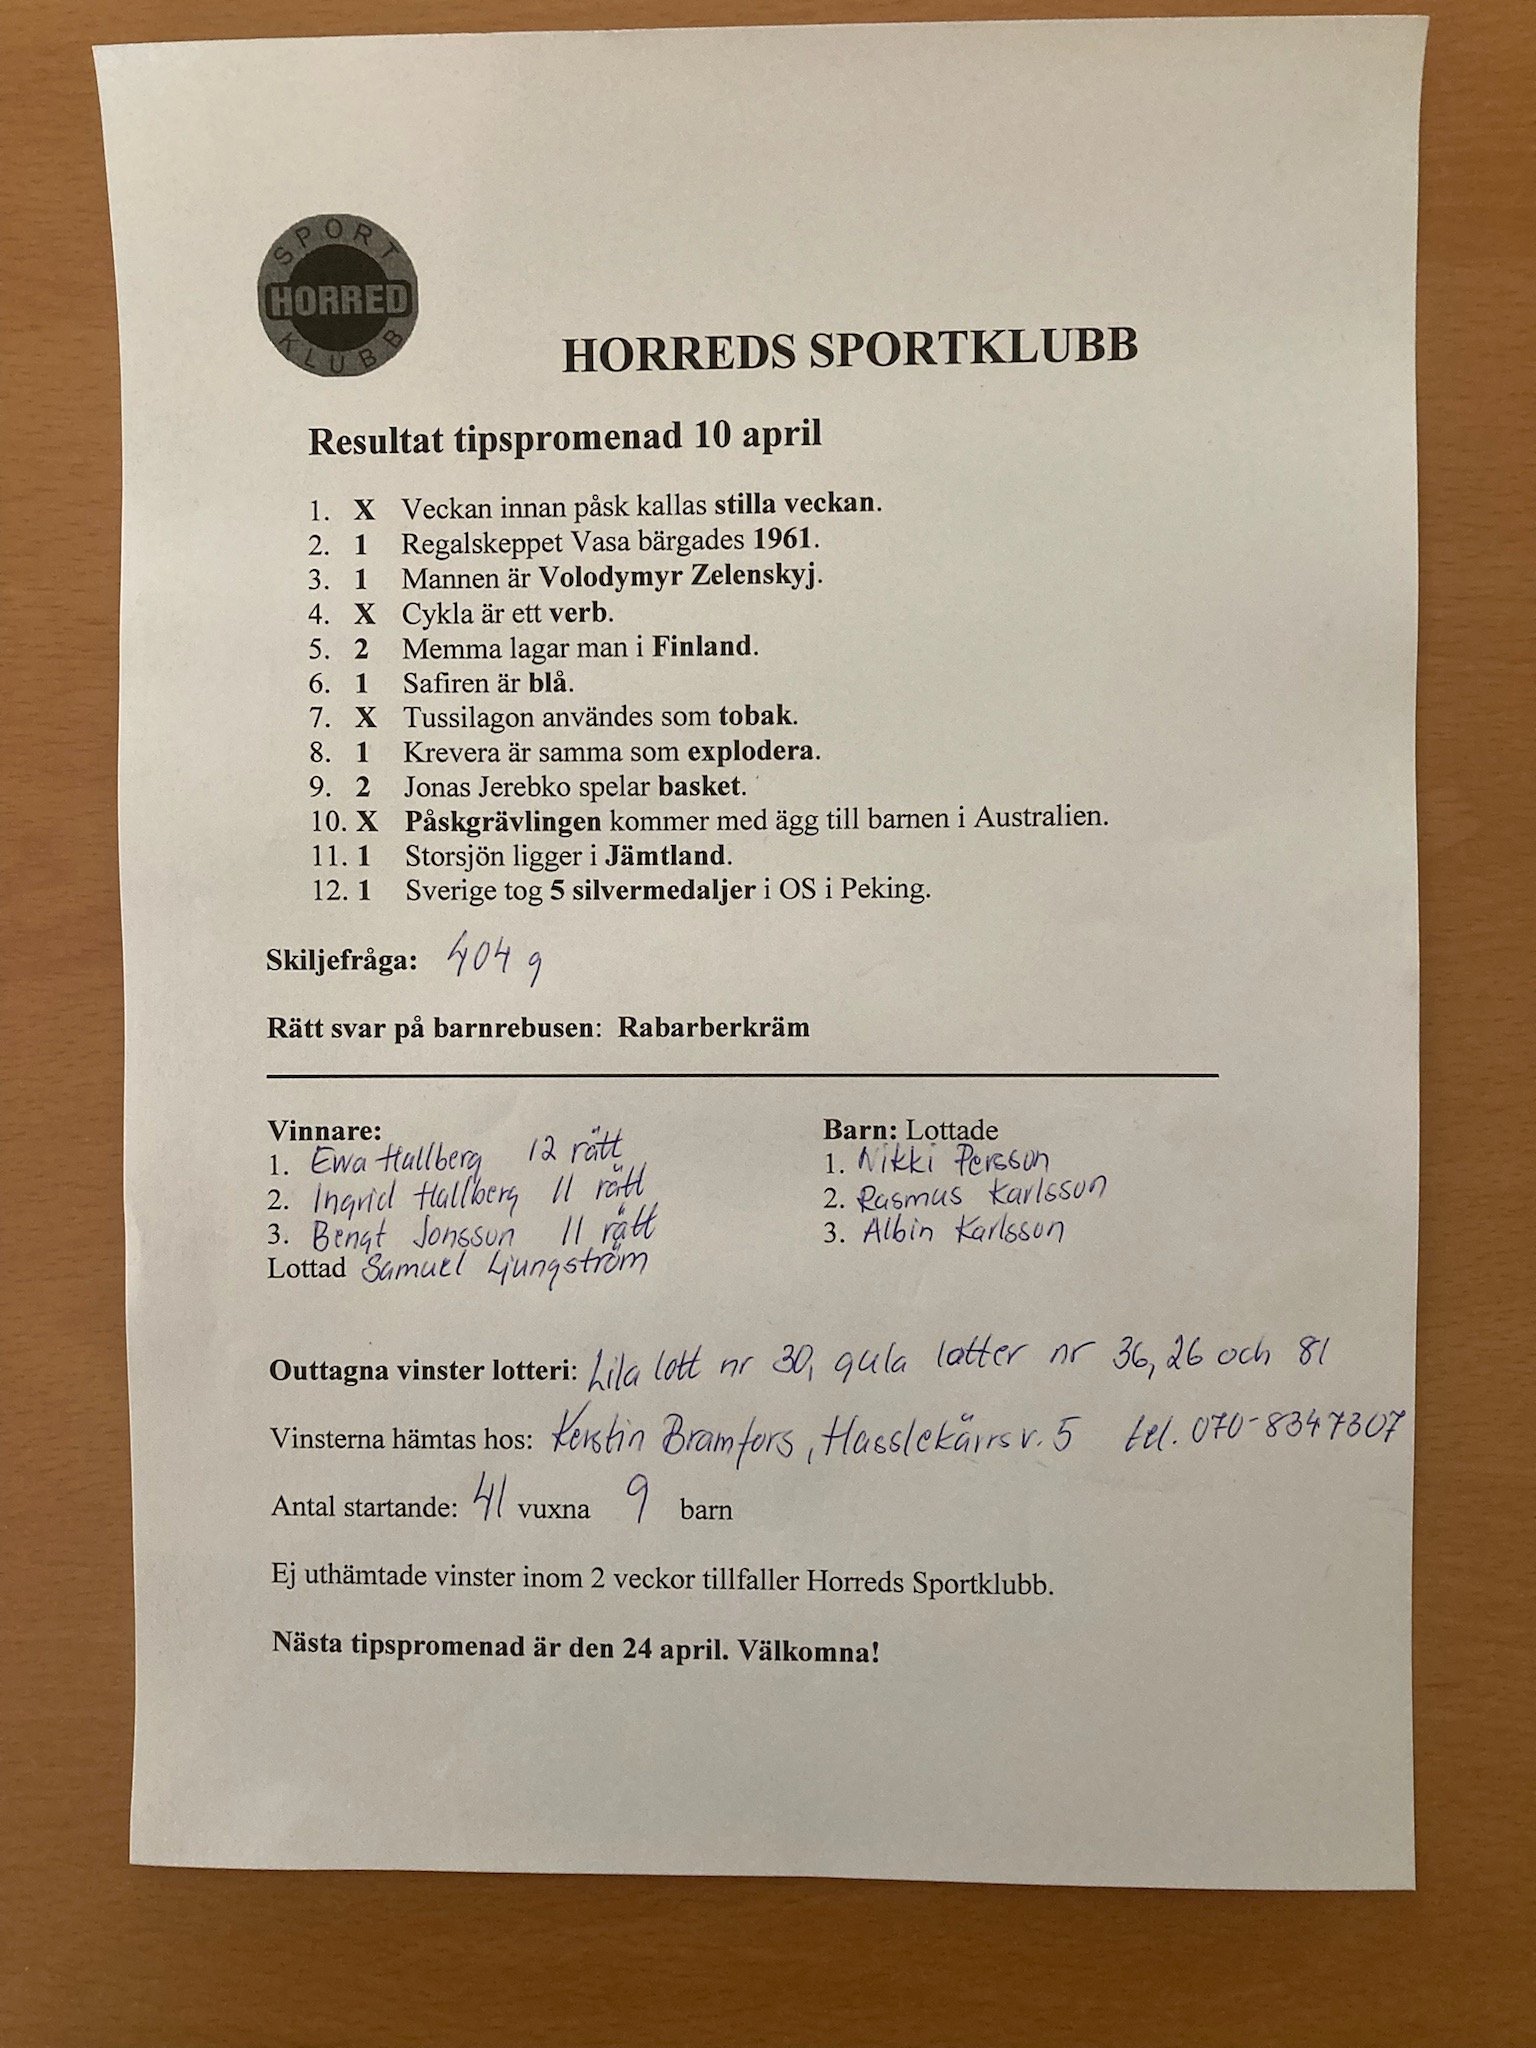 SPORT
HORRED
KLUBB
HORREDS SPORTKLUBB
Resultat tipspromenad 10 april
1. X Veckan innan påsk kallas stilla veckan.
2. 1 Regalskeppet Vasa bärgades 1961.
3. 1 Mannen är Volodymyr Zelenskyj.
4. X Cykla är ett verb.
5. 2 Memma lagar man i Finland.
6. 1 Safiren är blå.
7. X Tussilagon användes som tobak.
8. 1 Krevera är samma som explodera.
9. 2 Jonas Jerebko spelar basket.
10. X Påskgrävlingen kommer med ägg till barnen i Australien.
11. 1 Storsjön ligger i Jämtland.
12. 1 Sverige tog 5 silvermedaljer i OS i Peking.
Skiljefråga: 404 g
Rätt svar på barnrebusen: Rabarberkräm
Vinnare:
1. Ewa Hallberg 12 rätt
2. Ingrid Hallberg 11 rätt
3. Bengt Jonsson 11 rätt
Lottad Samuel Ljungström
Barn: Lottade
1. Nikki Persson
2. Rasmus Karlsson
3. Albin Karlsson
Outtagna vinster lotteri: Lila lott nr 30, gula lotter nr 36, 26 och 81
Vinsterna hämtas hos: Kerstin Bramfors, Hasslekärrsv. 5 tel. 070-8347307
Antal startande: 41 vuxna 9 barn
Ej uthämtade vinster inom 2 veckor tillfaller Horreds Sportklubb.
Nästa tipspromenad är den 24 april. Välkomna!